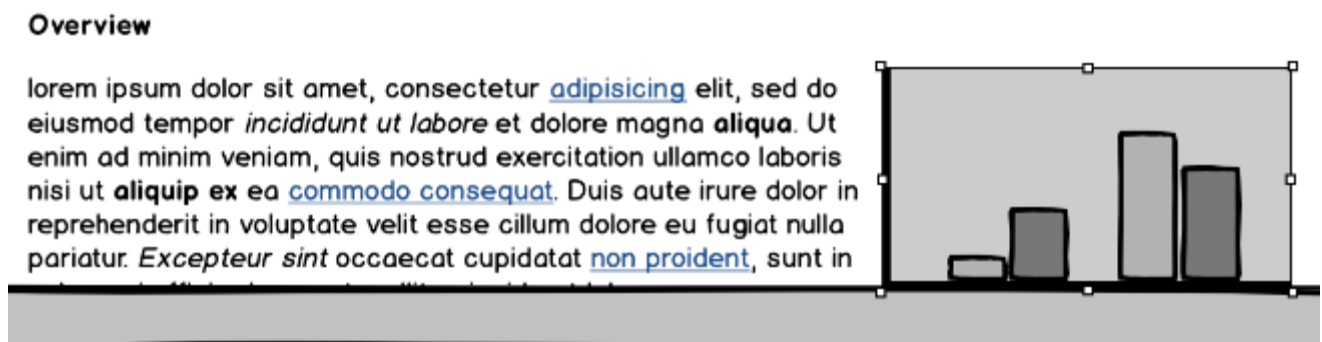 Overview
lorem ipsum dolor sit amet, consectetur adipisicing elit, sed do
eiusmod tempor incididunt ut labore et dolore magna aliqua. Ut
enim ad minim veniam, quis nostrud exercitation ullamco laboris
nisi ut aliquip ex ea commodo consequat. Duis aute irure dolor in
reprehenderit in voluptate velit esse cillum dolore eu fugiat nulla
pariatur. Excepteur sint occaecat cupidatat non proident, sunt in